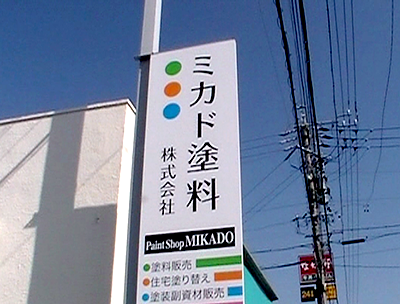 ミカド塗料
株式会社
Paint Shop MIKADO
塗料販売
住宅塗り替え
塗装副資材販売